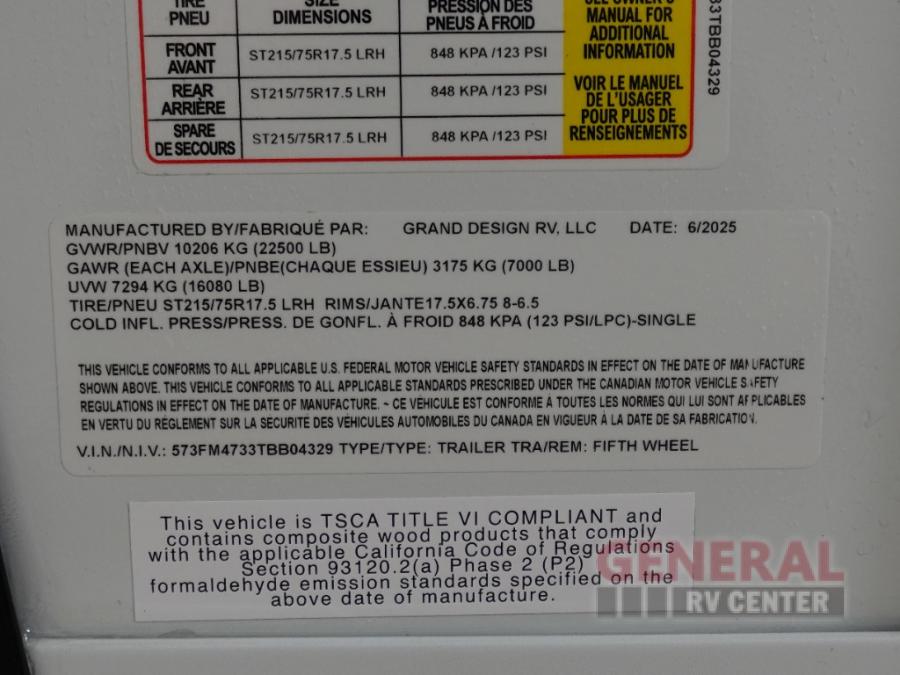 TIRE SIZE
PNEU DIMENSIONS PRESSION DES
PNEUS À FROID
FRONT
AVANT ST215/75R17.5 LRH 848 KPA /123 PSI
REAR
ARRIÈRE ST215/75R17.5 LRH 848 KPA /123 PSI
SPARE
DE SECOURS ST215/75R17.5 LRH 848 KPA /123 PSI
SEE OWNER'S
MANUAL FOR
ADDITIONAL
INFORMATION
VOIR LE MANUEL
DE L'USAGER
POUR PLUS DE
RENSEIGNEMENTS
33TBB04329
MANUFACTURED BY/FABRIQUÉ PAR: GRAND DESIGN RV, LLC DATE: 6/2025
GVWR/PNBV 10206 KG (22500 LB)
GAWR (EACH AXLE)/PNBE(CHAQUE ESSIEU) 3175 KG (7000 LB)
UVW 7294 KG (16080 LB)
TIRE/PNEU ST215/75R17.5 LRH RIMS/JANTE17.5X6.75 8-6.5
COLD INFL. PRESS/PRESS. DE GONFL. À FROID 848 KPA (123 PSI/LPC)-SINGLE
THIS VEHICLE CONFORMS TO ALL APPLICABLE U.S. FEDERAL MOTOR VEHICLE SAFETY STANDARDS IN EFFECT ON THE DATE OF MANUFACTURE
SHOWN ABOVE. THIS VEHICLE CONFORMS TO ALL APPLICABLE STANDARDS PRESCRIBED UNDER THE CANADIAN MOTOR VEHICLE SAFETY
REGULATIONS IN EFFECT ON THE DATE OF MANUFACTURE. ~ CE VÉHICULE EST CONFORME À TOUTES LES NORMES QUI LUI SONT APPLICABLES
EN VERTU DU RÈGLEMENT SUR LA SECURITÉ DES VÉHICULES AUTOMOBILES DU CANADA EN VIGUEUR À LA DATE DE SA FABRICATION.
V.I.N./N.I.V.: 573FM4733TBB04329 TYPE/TYPE: TRAILER TRA/REM: FIFTH WHEEL
This vehicle is TSCA TITLE VI COMPLIANT and
contains composite wood products that comply
with the applicable California Code of Regulations
Section 93120.2(a) Phase 2 (P2)
formaldehyde emission standards specified on the
above date of manufacture.
GENERAL
RV CENTER